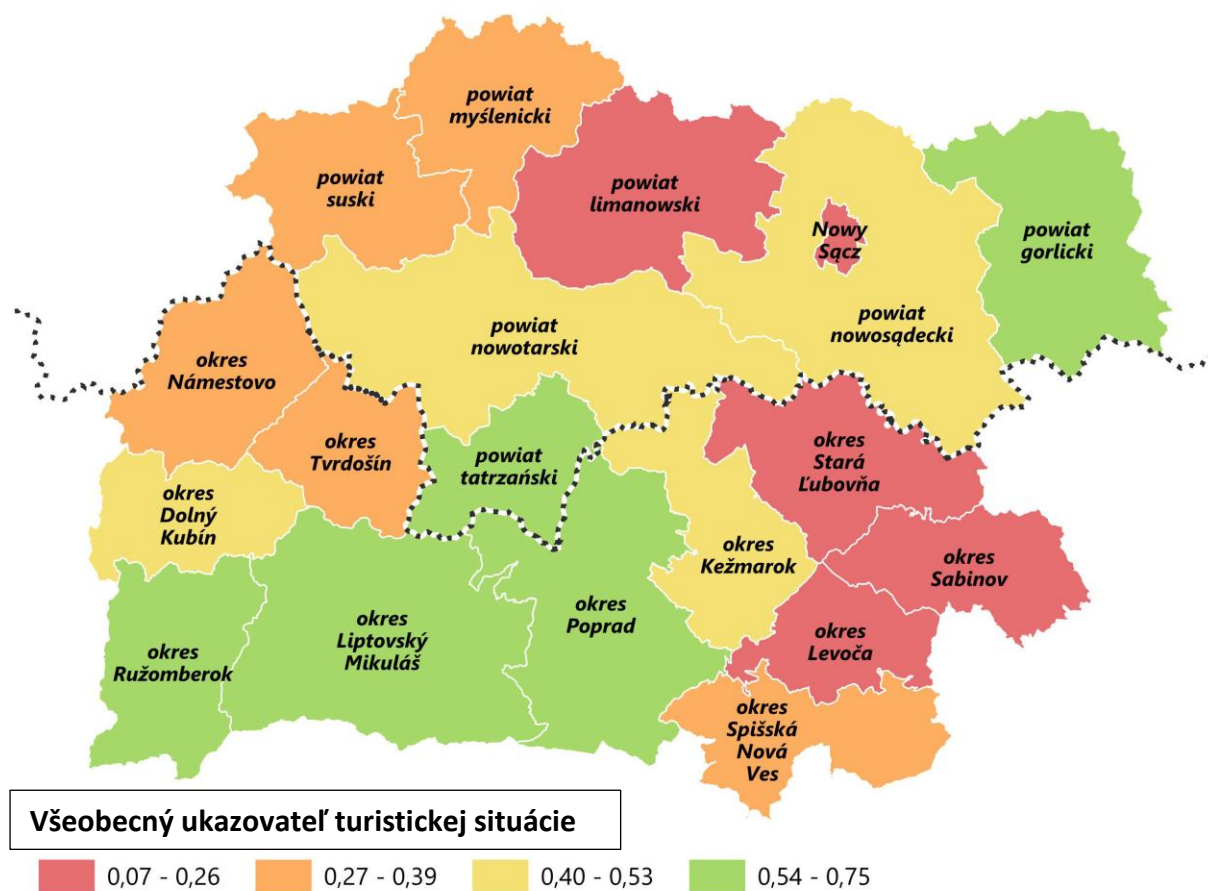 powiat
myślenicki
powiat
suski
powiat
limanowski
Nowy
Sącz
powiat
gorlicki
powiat
nowotarski
powiat
nowosądecki
okres
Námestovo
okres
Tvrdošín
powiat
tatrzański
okres
Stará
Ľubovňa
okres
Dolný
Kubín
okres
Kežmarok
okres
Sabinov
okres
Poprad
okres
Liptovský
Mikuláš
okres
Levoča
okres
Ružomberok
okres
Spišská
Nová
Ves
Všeobecný ukazovateľ turistickej situácie
0,07 - 0,26 0,27 - 0,39 0,40 - 0,53 0,54 - 0,75